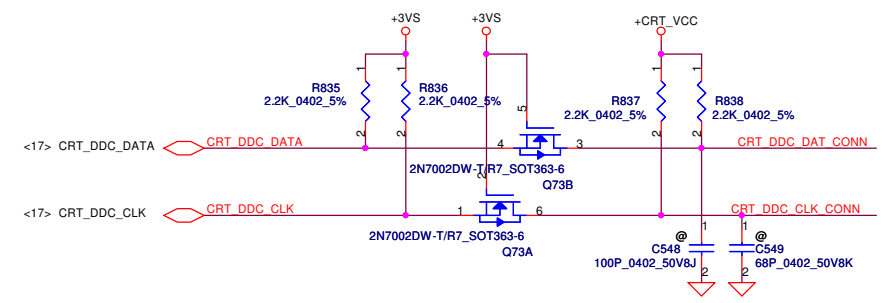 +3VS
+3VS
+CRT_VCC
1
1
1
1
R835
2.2K_0402_5%
R836
2.2K_0402_5%
5
R837
2.2K_0402_5%
R838
2.2K_0402_5%
2
2
2
2
<17> CRT_DDC_DATA
CRT_DDC_DATA
4
3
CRT_DDC_DAT_CONN
2N7002DW-T/R7_SOT363-6
Q73B
2
<17> CRT_DDC_CLK
CRT_DDC_CLK
1
6
CRT_DDC_CLK_CONN
2N7002DW-T/R7_SOT363-6
Q73A
1
1
@
@
C548
100P_0402_50V8J
C549
68P_0402_50V8K
2
2